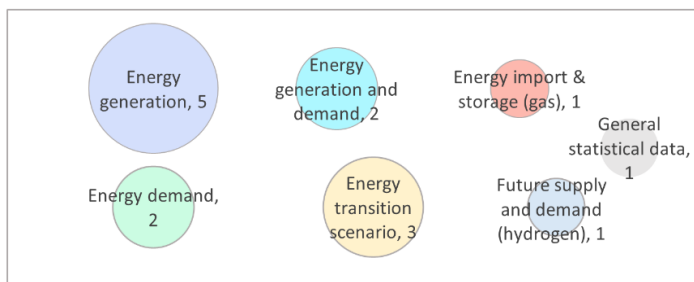 Energy
generation, 5
Energy
generation and
demand, 2
Energy import &
storage (gas), 1
General
statistical data,
1
Energy demand,
2
Energy
transition
scenario, 3
Future supply
and demand
(hydrogen), 1